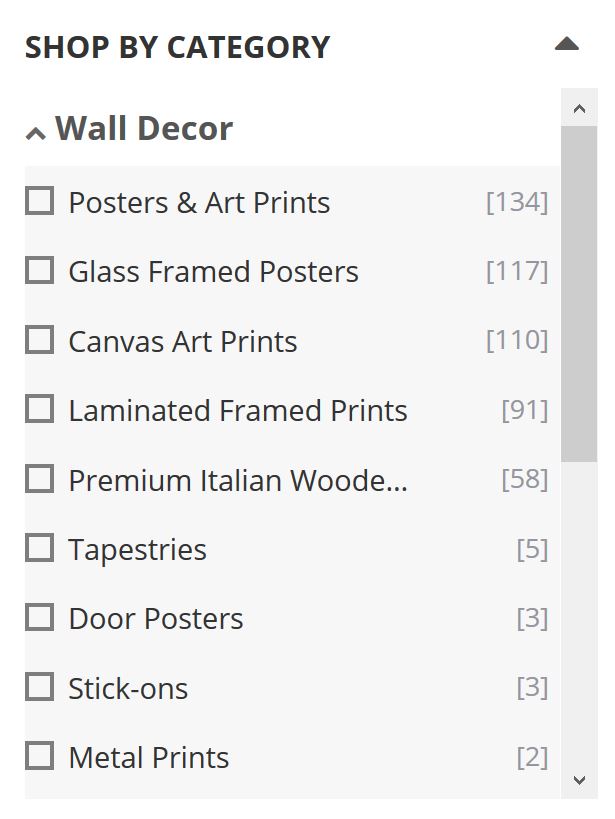 SHOP BY CATEGORY
Wall Decor
Posters & Art Prints [134]
Glass Framed Posters [117]
Canvas Art Prints [110]
Laminated Framed Prints [91]
Premium Italian Woode... [58]
Tapestries [5]
Door Posters [3]
Stick-ons [3]
Metal Prints [2]